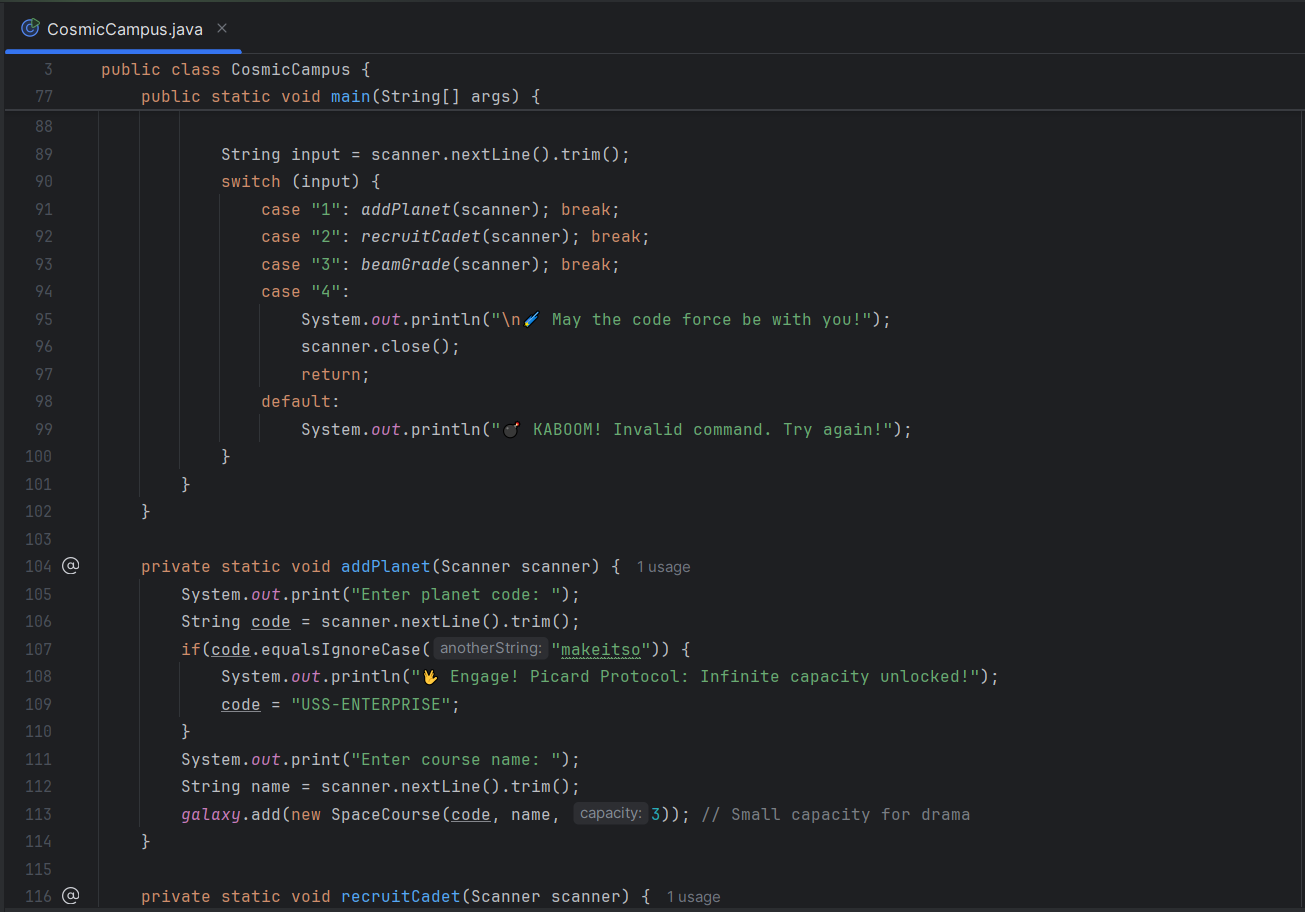 CosmicCampus.java
3 public class CosmicCampus {
77 public static void main(String[] args) {
88
89 String input = scanner.nextLine().trim();
90 switch (input) {
91 case "1": addPlanet(scanner); break;
92 case "2": recruitCadet(scanner); break;
93 case "3": beamGrade(scanner); break;
94 case "4":
95 System.out.println("\n☄️ May the code force be with you!");
96 scanner.close();
97 return;
98 default:
99 System.out.println("💣 KABOOM! Invalid command. Try again!");
100 }
101 }
102 }
103
104 @ private static void addPlanet(Scanner scanner) { 1 usage
105 System.out.print("Enter planet code: ");
106 String code = scanner.nextLine().trim();
107 if(code.equalsIgnoreCase( anotherString: "makeitso")) {
108 System.out.println("🖖 Engage! Picard Protocol: Infinite capacity unlocked!");
109 code = "USS-ENTERPRISE";
110 }
111 System.out.print("Enter course name: ");
112 String name = scanner.nextLine().trim();
113 galaxy.add(new SpaceCourse(code, name, capacity: 3)); // Small capacity for drama
114 }
115
116 @ private static void recruitCadet(Scanner scanner) { 1 usage